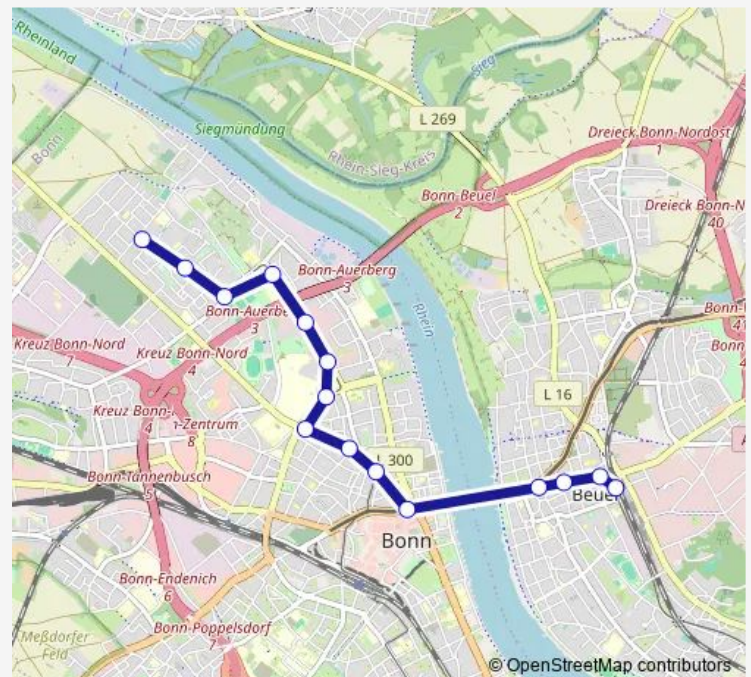 Rheinland
Bonn
Siegmündung
Sieg
L 269
Rhein-Sieg-Kreis
Dreieck Bonn-Nordost
1
Bonn-Beuel
2
Dreieck Bonn-N
40
Bonn-Auerberg
3
Rhein
Bonn-Auerbe
3
Kreuz Bonn-Nord
7
Kreuz Bonn-Nord
4
L 16
Kreuz Bonn-
4
n-Zentrum
8
L 300
Bonn-Tannenbusch
5
Beuel
Bonn
Bonn-Endenich
6
Meßdorfer
Feld
Bonn-Poppelsdorf
7
© OpenStreetMap contributors